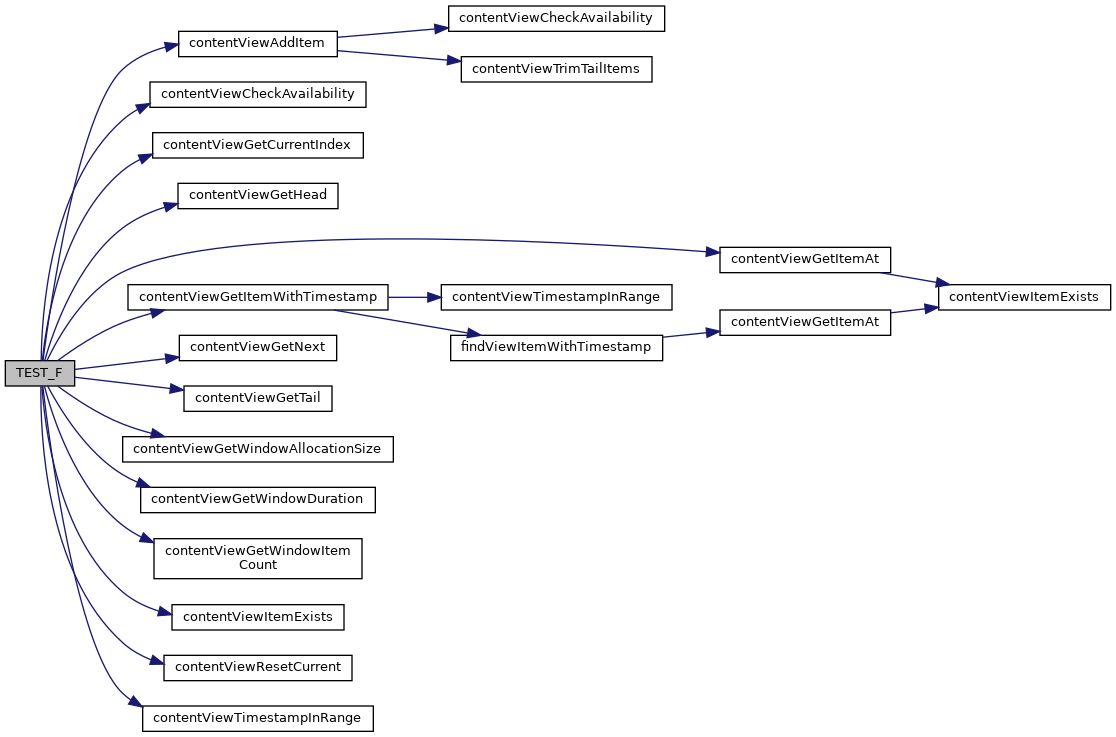 contentViewCheckAvailability
contentViewAddItem
contentViewTrimTailItems
contentViewCheckAvailability
contentViewGetCurrentIndex
contentViewGetHead
contentViewGetItemAt
contentViewGetItemWithTimestamp
contentViewTimestampInRange
contentViewItemExists
contentViewGetItemAt
contentViewGetNext
findViewItemWithTimestamp
TEST_F
contentViewGetTail
contentViewGetWindowAllocationSize
contentViewGetWindowDuration
contentViewGetWindowItem
Count
contentViewItemExists
contentViewResetCurrent
contentViewTimestampInRange